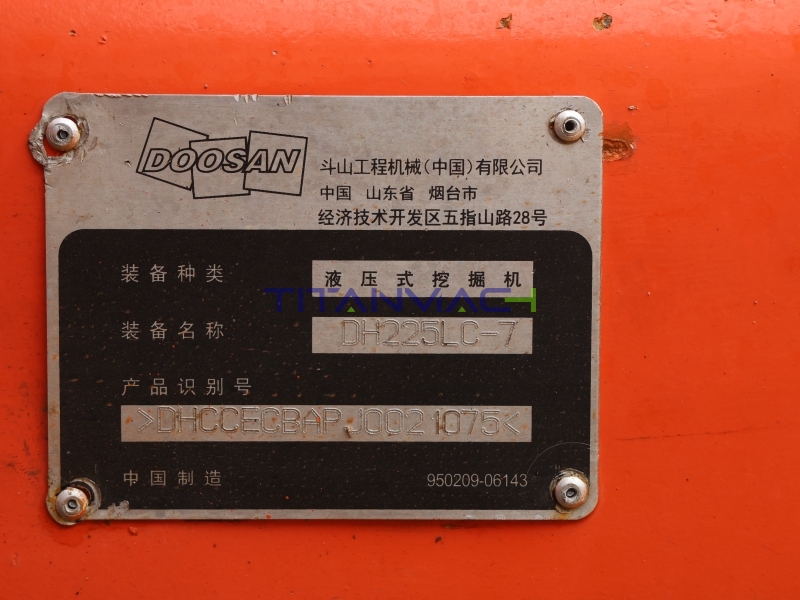 DOOSAN
斗山工程机械(中国)有限公司
中国 山东省 烟台市
经济技术开发区五指山路28号
装备种类 液压式挖掘机
TITANMACH
装备名称 DH225LC-7
产品识别号
>DHCCECBAPJ0021075<
中国制造 950209-06143